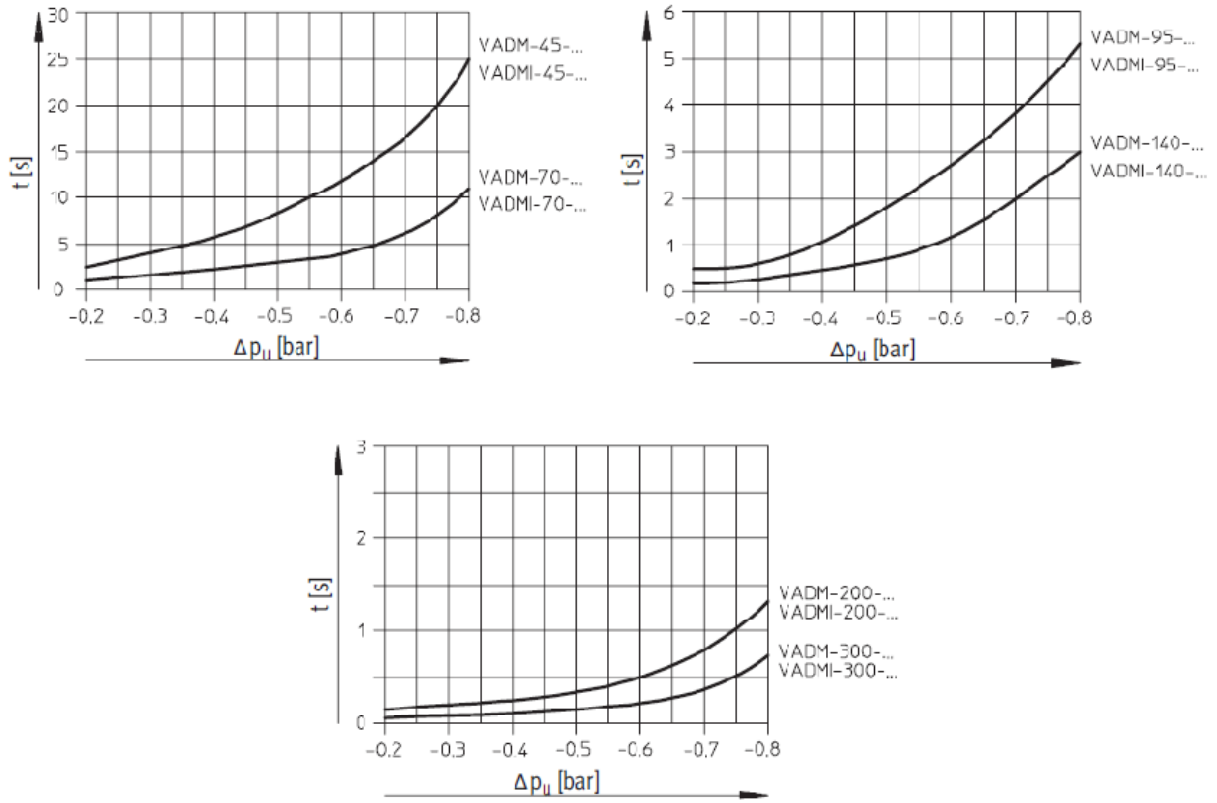 30
25
20
15
10
5
0
t [s]
-0,2 -0,3 -0,4 -0,5 -0,6 -0,7 -0,8
Δpu [bar]
VADM-45-...
VADMI-45-...
VADM-70-...
VADMI-70-...
6
5
4
3
2
1
0
t [s]
-0,2 -0,3 -0,4 -0,5 -0,6 -0,7 -0,8
Δpu [bar]
VADM-95-...
VADMI-95-...
VADM-140-...
VADMI-140-...
3
2
1
0
t [s]
-0,2 -0,3 -0,4 -0,5 -0,6 -0,7 -0,8
Δpu [bar]
VADM-200-...
VADMI-200-...
VADM-300-...
VADMI-300-...